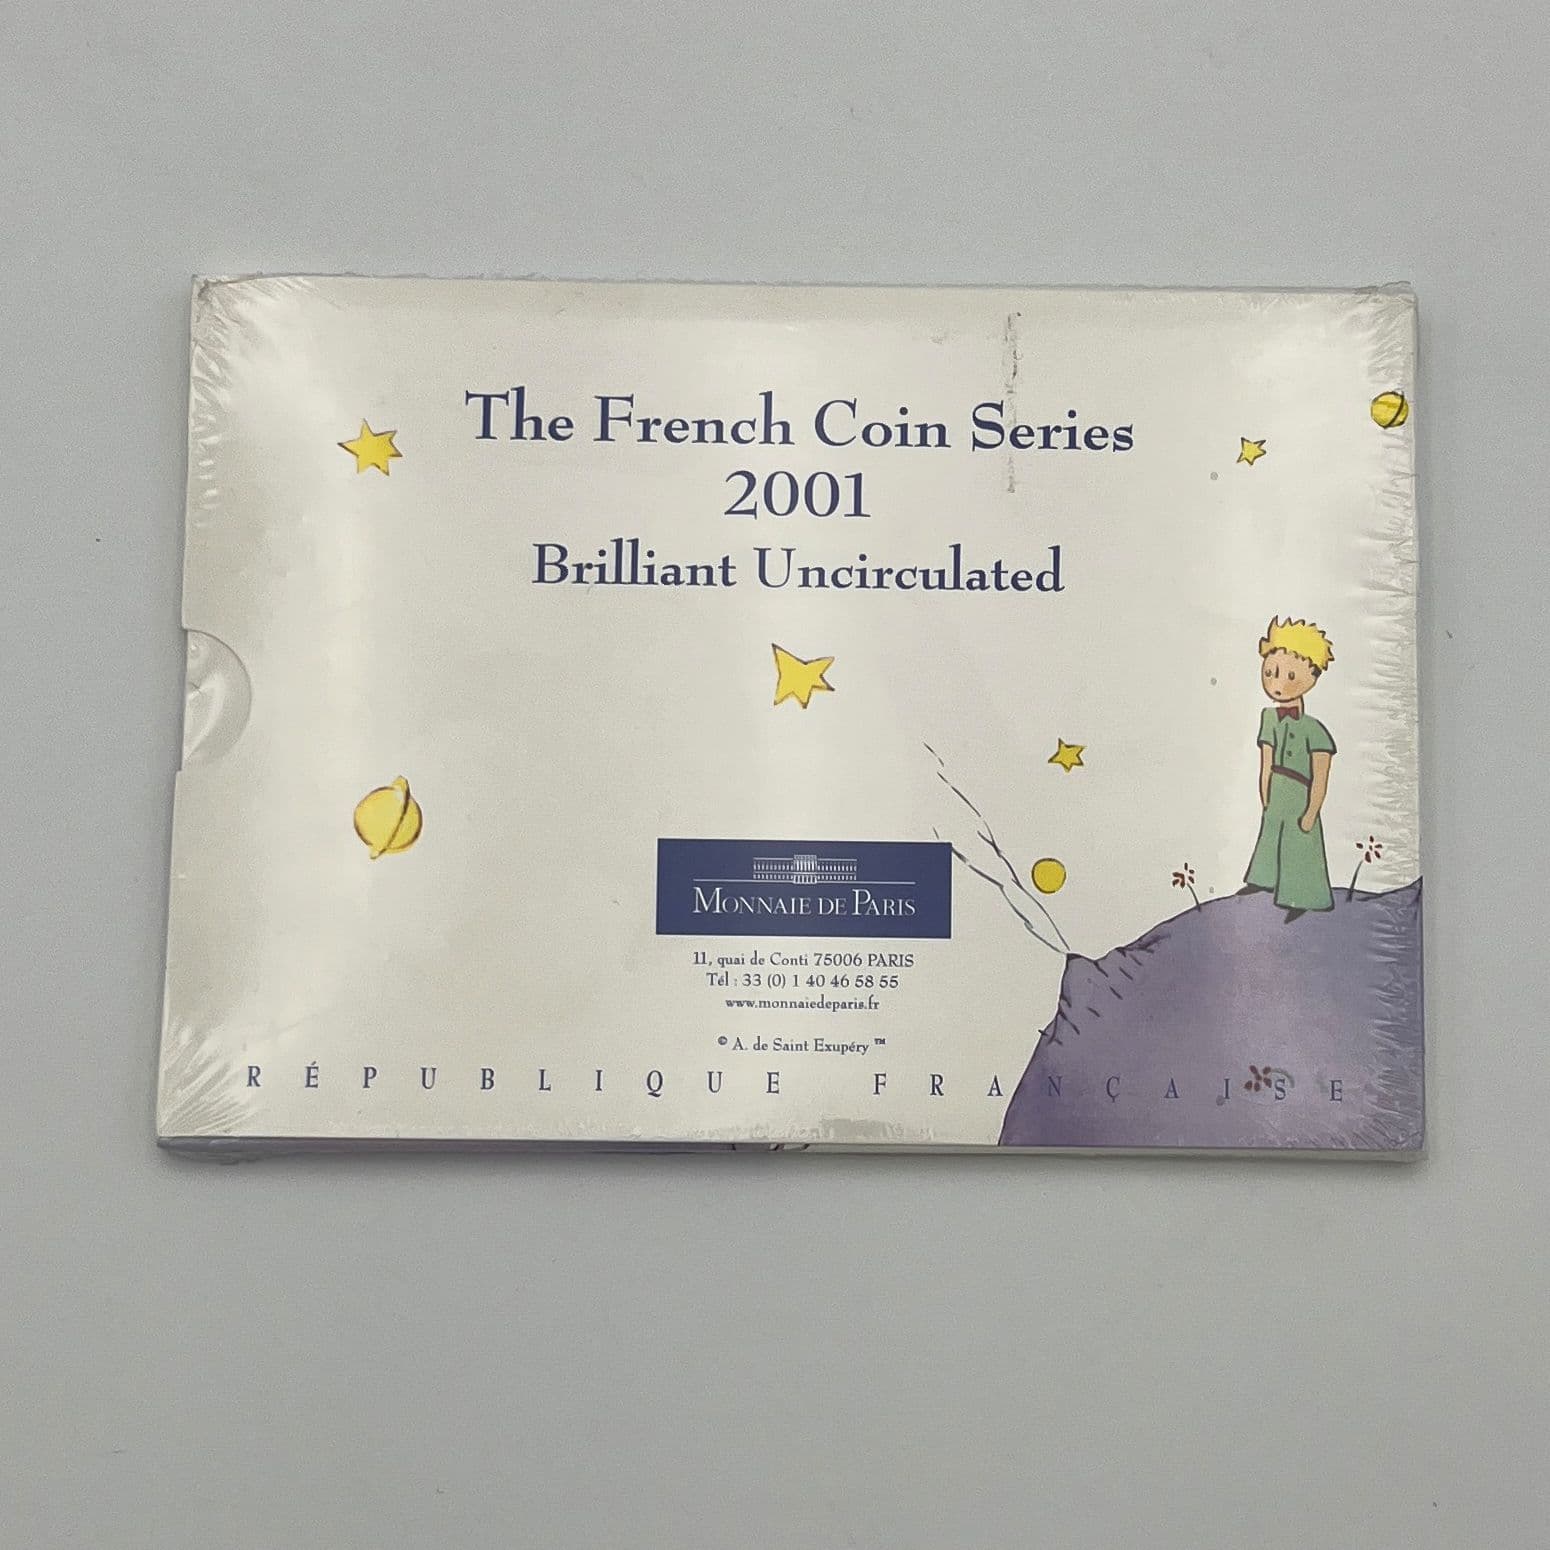 The French Coin Series
2001
Brilliant Uncirculated
MONNAIE DE PARIS
11, quai de Conti 75006 PARIS
Tél : 33 (0) 1 40 46 58 55
www.monnaiedeparis.fr
© A. de Saint Exupéry ™
RÉPUBLIQUE FRANÇAISE